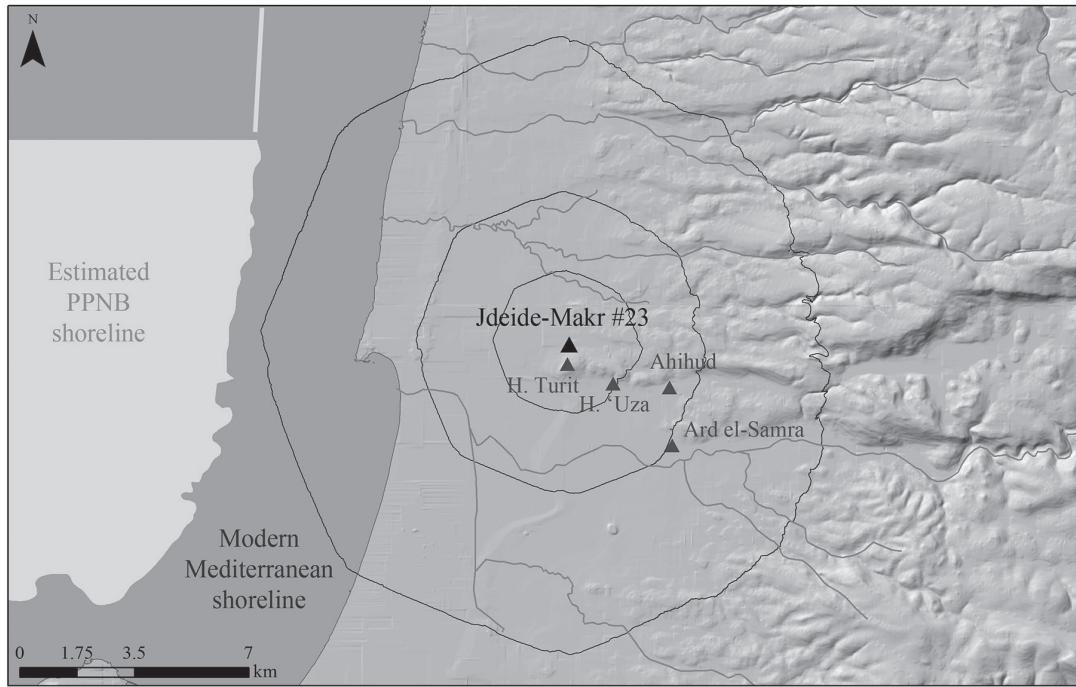 N
Estimated
PPNB
shoreline
Jdeide-Makr #23
Ahihud
H. Turit
H. ʿUza
Ard el-Samra
Modern
Mediterranean
shoreline
0 1.75 3.5 7
km